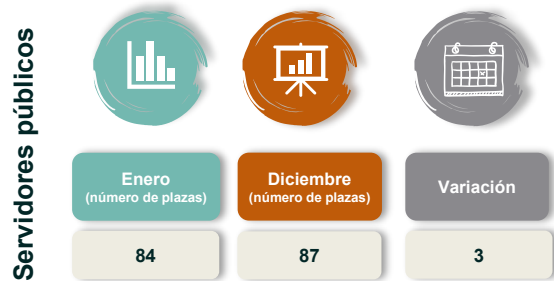 Servidores públicos
Enero
(número de plazas)
Diciembre
(número de plazas)
Variación
84
87
3